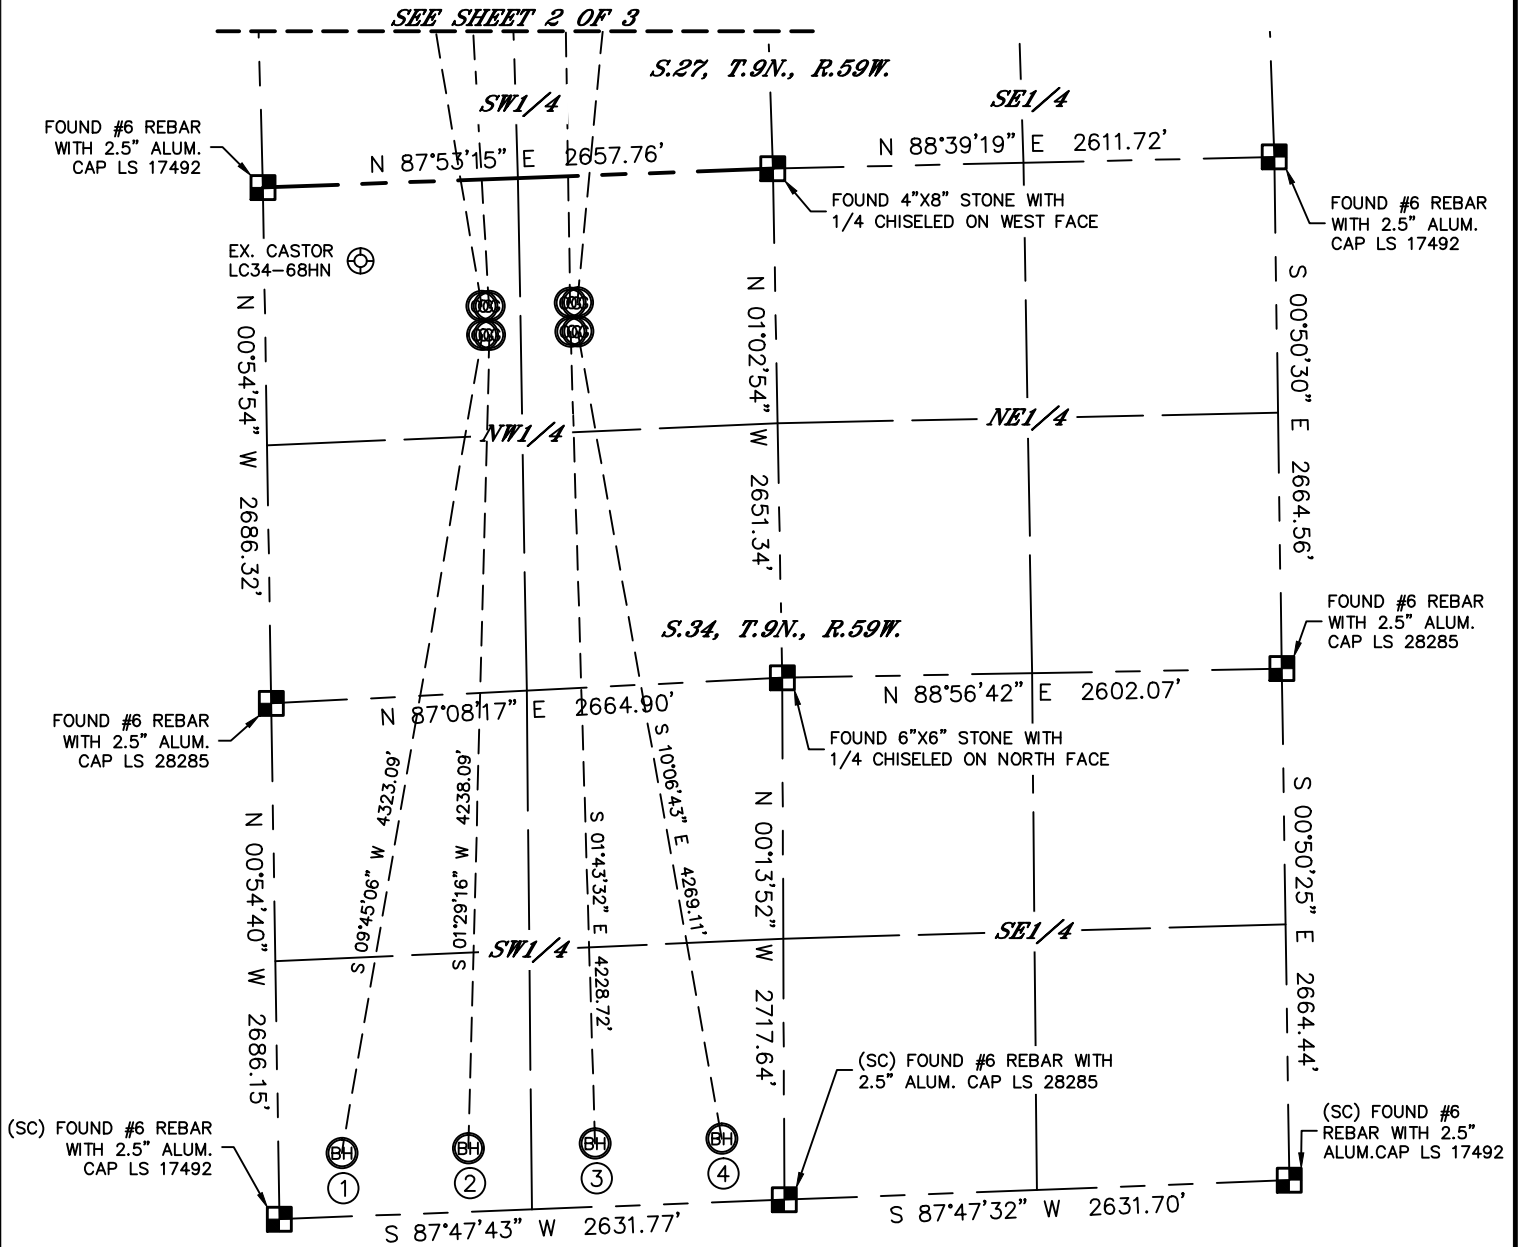 SEE SHEET 2 OF 3
S.27, T.9N., R.59W.
SW1/4
SE1/4
FOUND #6 REBAR
WITH 2.5" ALUM.
CAP LS 17492
N 87°53'15" E 2657.76'
N 88°39'19" E 2611.72'
FOUND 4"X8" STONE WITH
1/4 CHISELED ON WEST FACE
FOUND #6 REBAR
WITH 2.5" ALUM.
CAP LS 17492
EX. CASTOR
LC34-68HN
N 00°54'54" W 2686.32'
N 01°02'54" W 2651.34'
S 00°50'30" E 2664.56'
NW1/4
NE1/4
S.34, T.9N., R.59W.
FOUND #6 REBAR
WITH 2.5" ALUM.
CAP LS 28285
N 87°08'17" E 2664.90'
N 88°56'42" E 2602.07'
FOUND #6 REBAR
WITH 2.5" ALUM.
CAP LS 28285
FOUND 6"X6" STONE WITH
1/4 CHISELED ON NORTH FACE
N 00°54'40" W 2686.15'
S 09°45'06" W 4323.09'
S 01°29'16" W 4238.09'
S 01°43'32" E 4228.72'
S 10°06'43" E 4269.11'
N 00°13'52" W 2717.64'
S 00°50'25" E 2664.44'
SW1/4
SE1/4
(SC) FOUND #6 REBAR WITH
2.5" ALUM. CAP LS 28285
(SC) FOUND #6 REBAR
WITH 2.5" ALUM.
CAP LS 17492
(SC) FOUND #6
REBAR WITH 2.5"
ALUM.CAP LS 17492
BH
BH
BH
BH
1
2
3
4
S 87°47'43" W 2631.77'
S 87°47'32" W 2631.70'